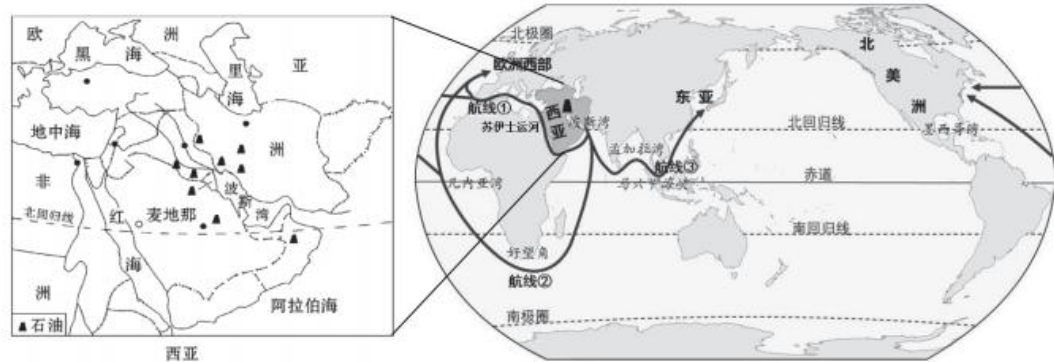 欧 洲
黑海
里海
亚
地中海
洲
非
波斯湾
北回归线
红海
麦地那
洲
阿拉伯海
石油
西亚
北极圈
欧洲西部
北美洲
航线①
西亚
东亚
苏伊士运河
波斯湾
北回归线
墨西哥湾
孟加拉湾
航线③
几内亚湾
马六甲海峡
赤道
南回归线
好望角
航线②
南极圈